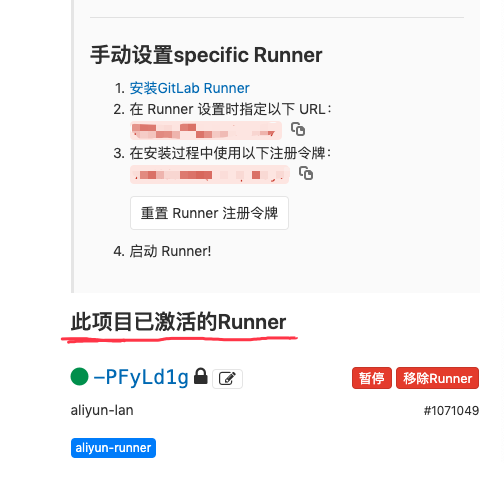 手动设置specific Runner
1. 安装GitLab Runner
2. 在 Runner 设置时指定以下 URL：
3. 在安装过程中使用以下注册令牌：
重置 Runner 注册令牌
4. 启动 Runner!
此项目已激活的Runner
–PFyLd1g 暂停 移除Runner
aliyun-lan #1071049
aliyun-runner